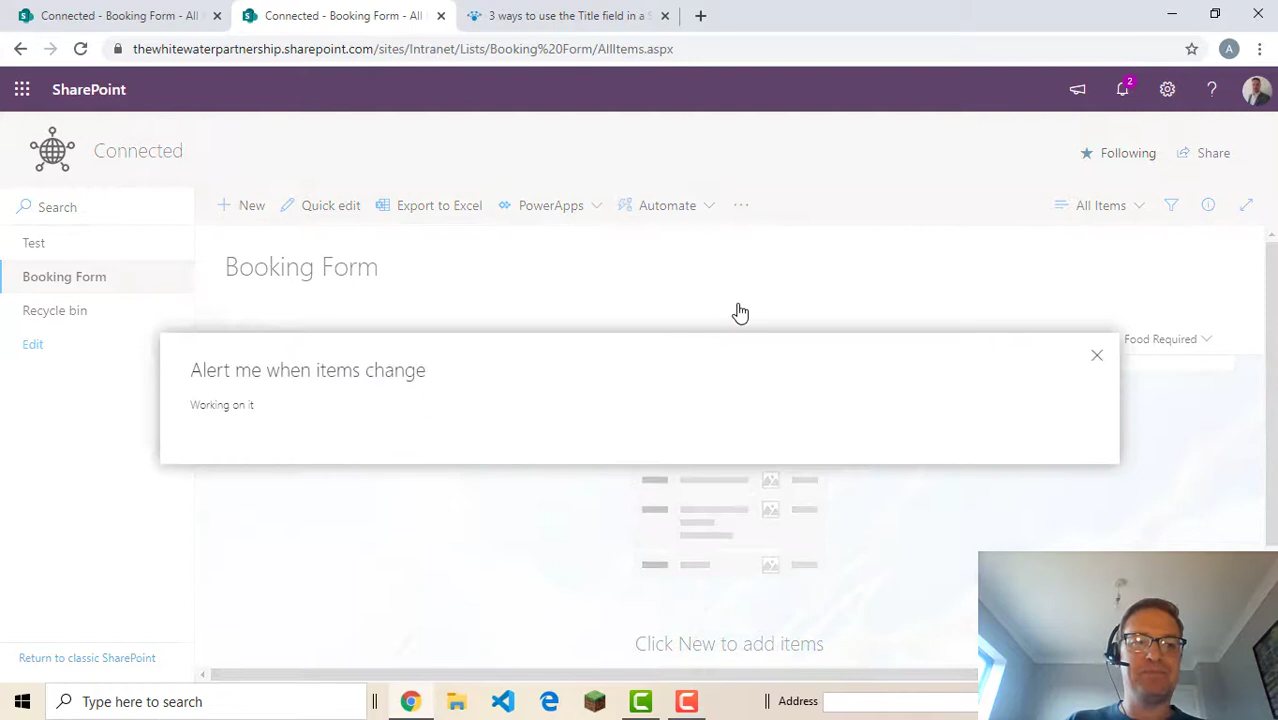 Connected - Booking Form - All
Connected - Booking Form - All
3 ways to use the Title field in a S
thewhitewaterpartnership.sharepoint.com/sites/Intranet/Lists/Booking%20Form/AllItems.aspx
A
SharePoint
2
Connected
Following
Share
Search
New
Quick edit
Export to Excel
PowerApps
Automate
All Items
Test
Booking Form
Booking Form
Recycle bin
Edit
Food Required
Alert me when items change
Working on it
Click New to add items
Return to classic SharePoint
Type here to search
Address